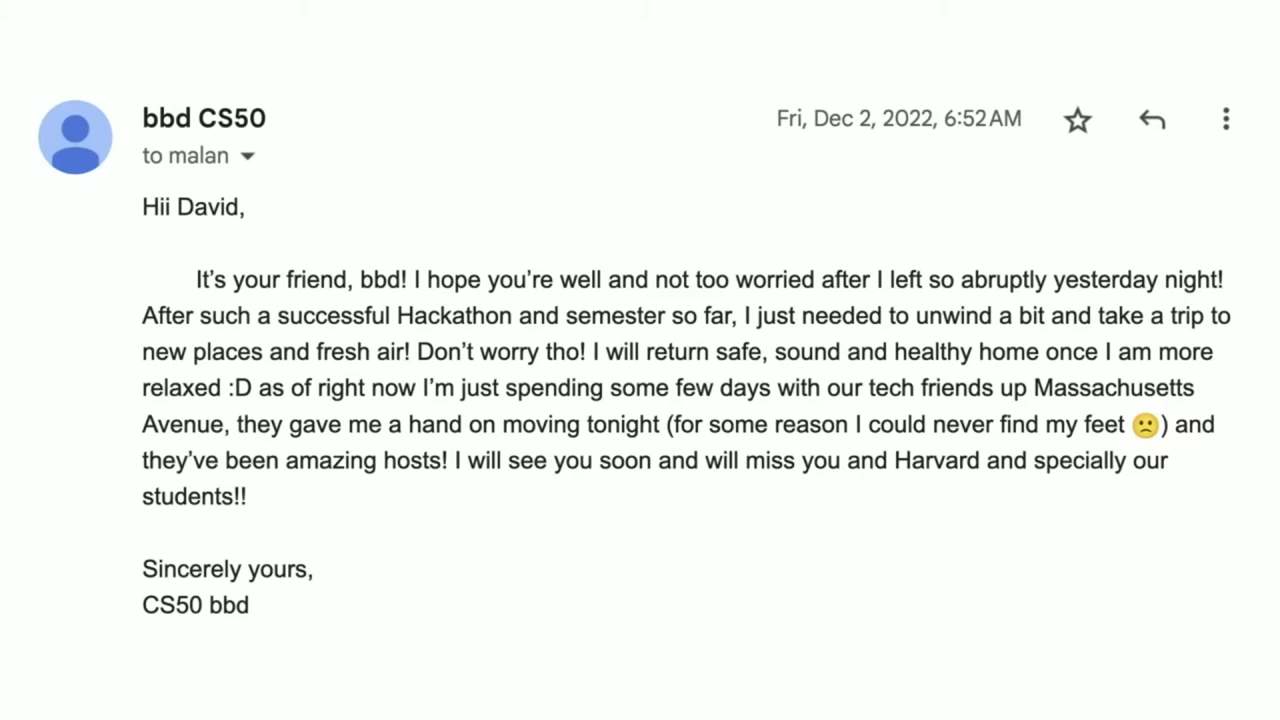 bbd CS50
Fri, Dec 2, 2022, 6:52 AM
to malan
Hii David,
It’s your friend, bbd! I hope you’re well and not too worried after I left so abruptly yesterday night!
After such a successful Hackathon and semester so far, I just needed to unwind a bit and take a trip to
new places and fresh air! Don’t worry tho! I will return safe, sound and healthy home once I am more
relaxed :D as of right now I’m just spending some few days with our tech friends up Massachusetts
Avenue, they gave me a hand on moving tonight (for some reason I could never find my feet 🙁) and
they’ve been amazing hosts! I will see you soon and will miss you and Harvard and specially our
students!!
Sincerely yours,
CS50 bbd